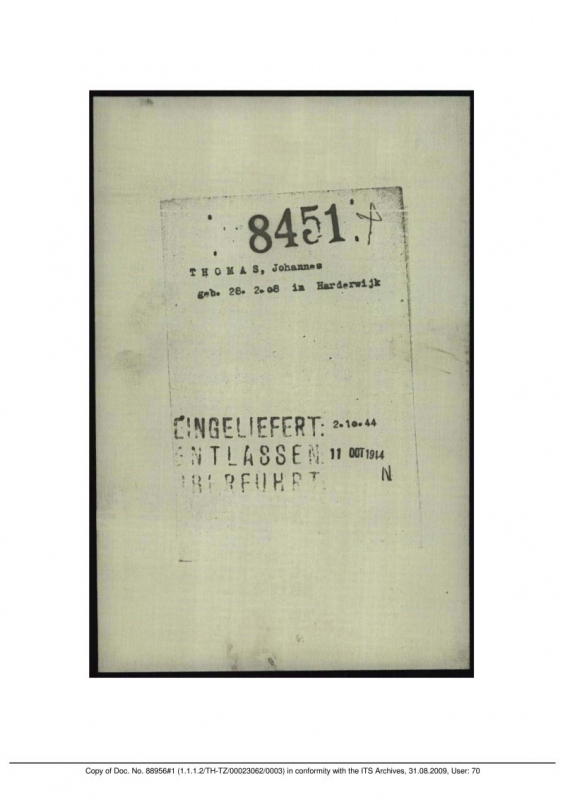 8451.
THOMAS, Johannes
geb. 28. 2.08 in Harderwijk
EINGELIEFERT: 2.10.44
ENTLASSEN: 11 OCT 1944
ÜBERFÜHRT: N
Copy of Doc. No. 88956#1 (1.1.1.2/TH-TZ/00023062/0003) in conformity with the ITS Archives, 31.08.2009, User: 70